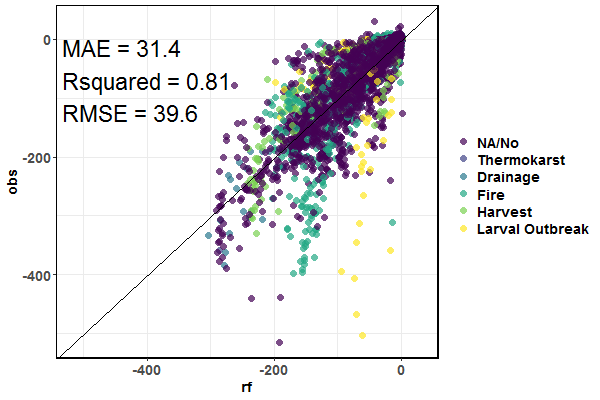 MAE = 31.4
Rsquared = 0.81
RMSE = 39.6
0
-200
-400
obs
-400
-200
0
rf
NA/No
Thermokarst
Drainage
Fire
Harvest
Larval Outbreak